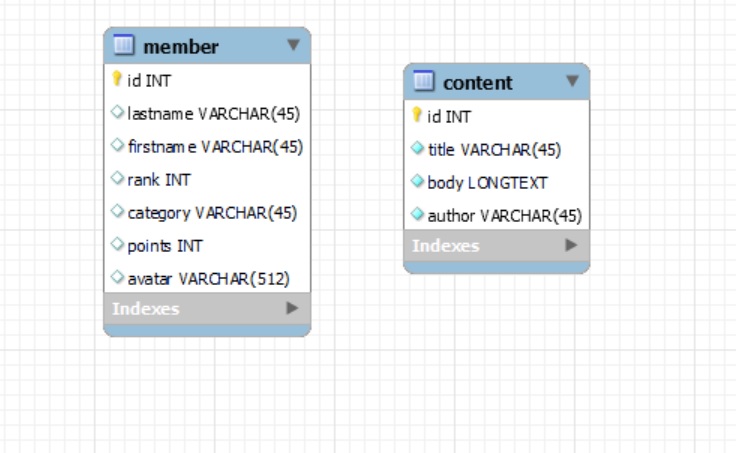 member
id INT
lastname VARCHAR(45)
firstname VARCHAR(45)
rank INT
category VARCHAR(45)
points INT
avatar VARCHAR(512)
Indexes
content
id INT
title VARCHAR(45)
body LONGTEXT
author VARCHAR(45)
Indexes